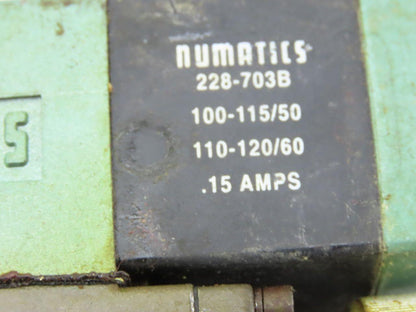 numatics
228-703B
100-115/50
110-120/60
.15 AMPS
S